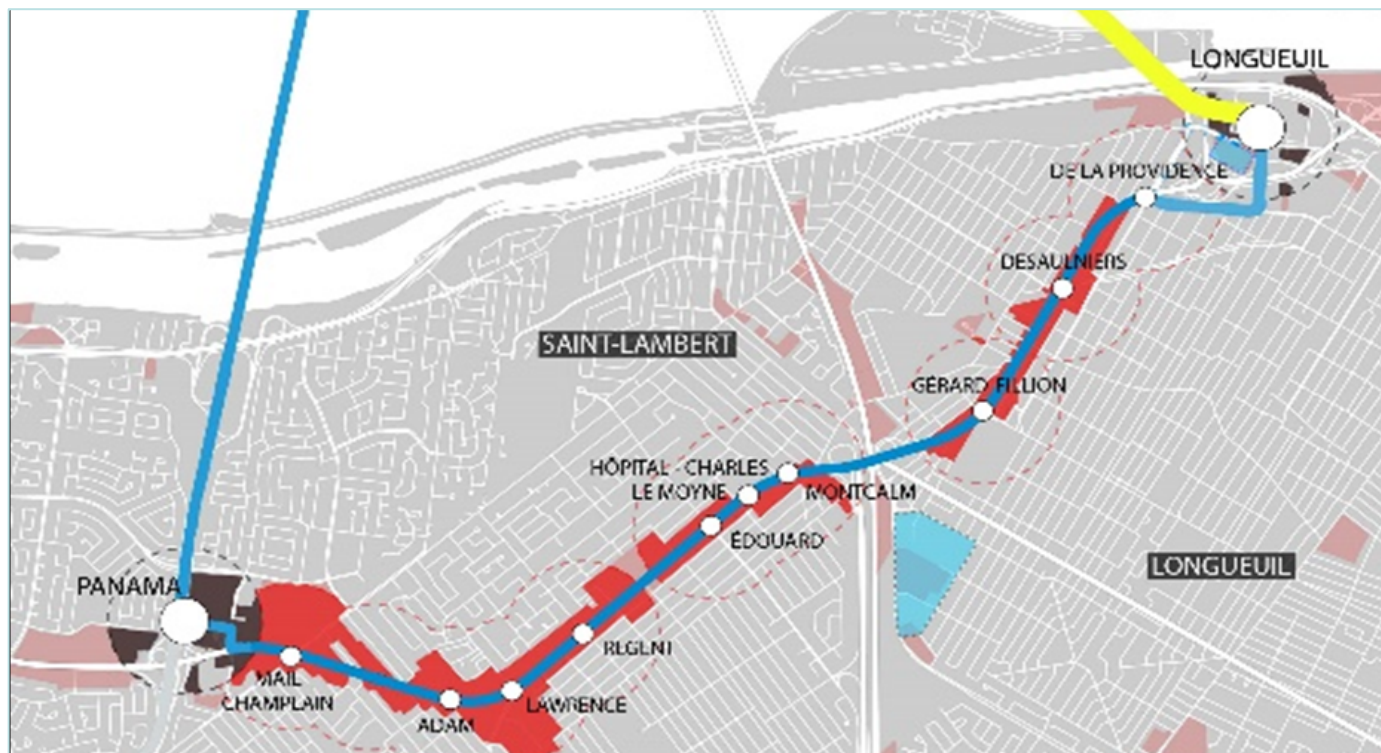 LONGUEUIL
DE LA PROVIDENCE
DESAULNIERS
SAINT-LAMBERT
GÉRARD FILLION
HÔPITAL - CHARLES
LE MOYNE
MONTCALM
ÉDOUARD
LONGUEUIL
PANAMA
REGENT
MAIL
CHAMPLAIN
LAWRENCE
ADAM